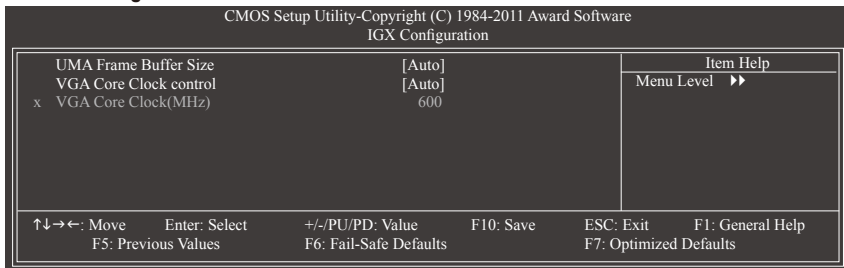 CMOS Setup Utility-Copyright (C) 1984-2011 Award Software
IGX Configuration
UMA Frame Buffer Size [Auto]
VGA Core Clock control [Auto]
x VGA Core Clock(MHz) 600
Item Help
Menu Level ▶▶
↑↓→←: Move Enter: Select +/-/PU/PD: Value F10: Save ESC: Exit F1: General Help
F5: Previous Values F6: Fail-Safe Defaults F7: Optimized Defaults